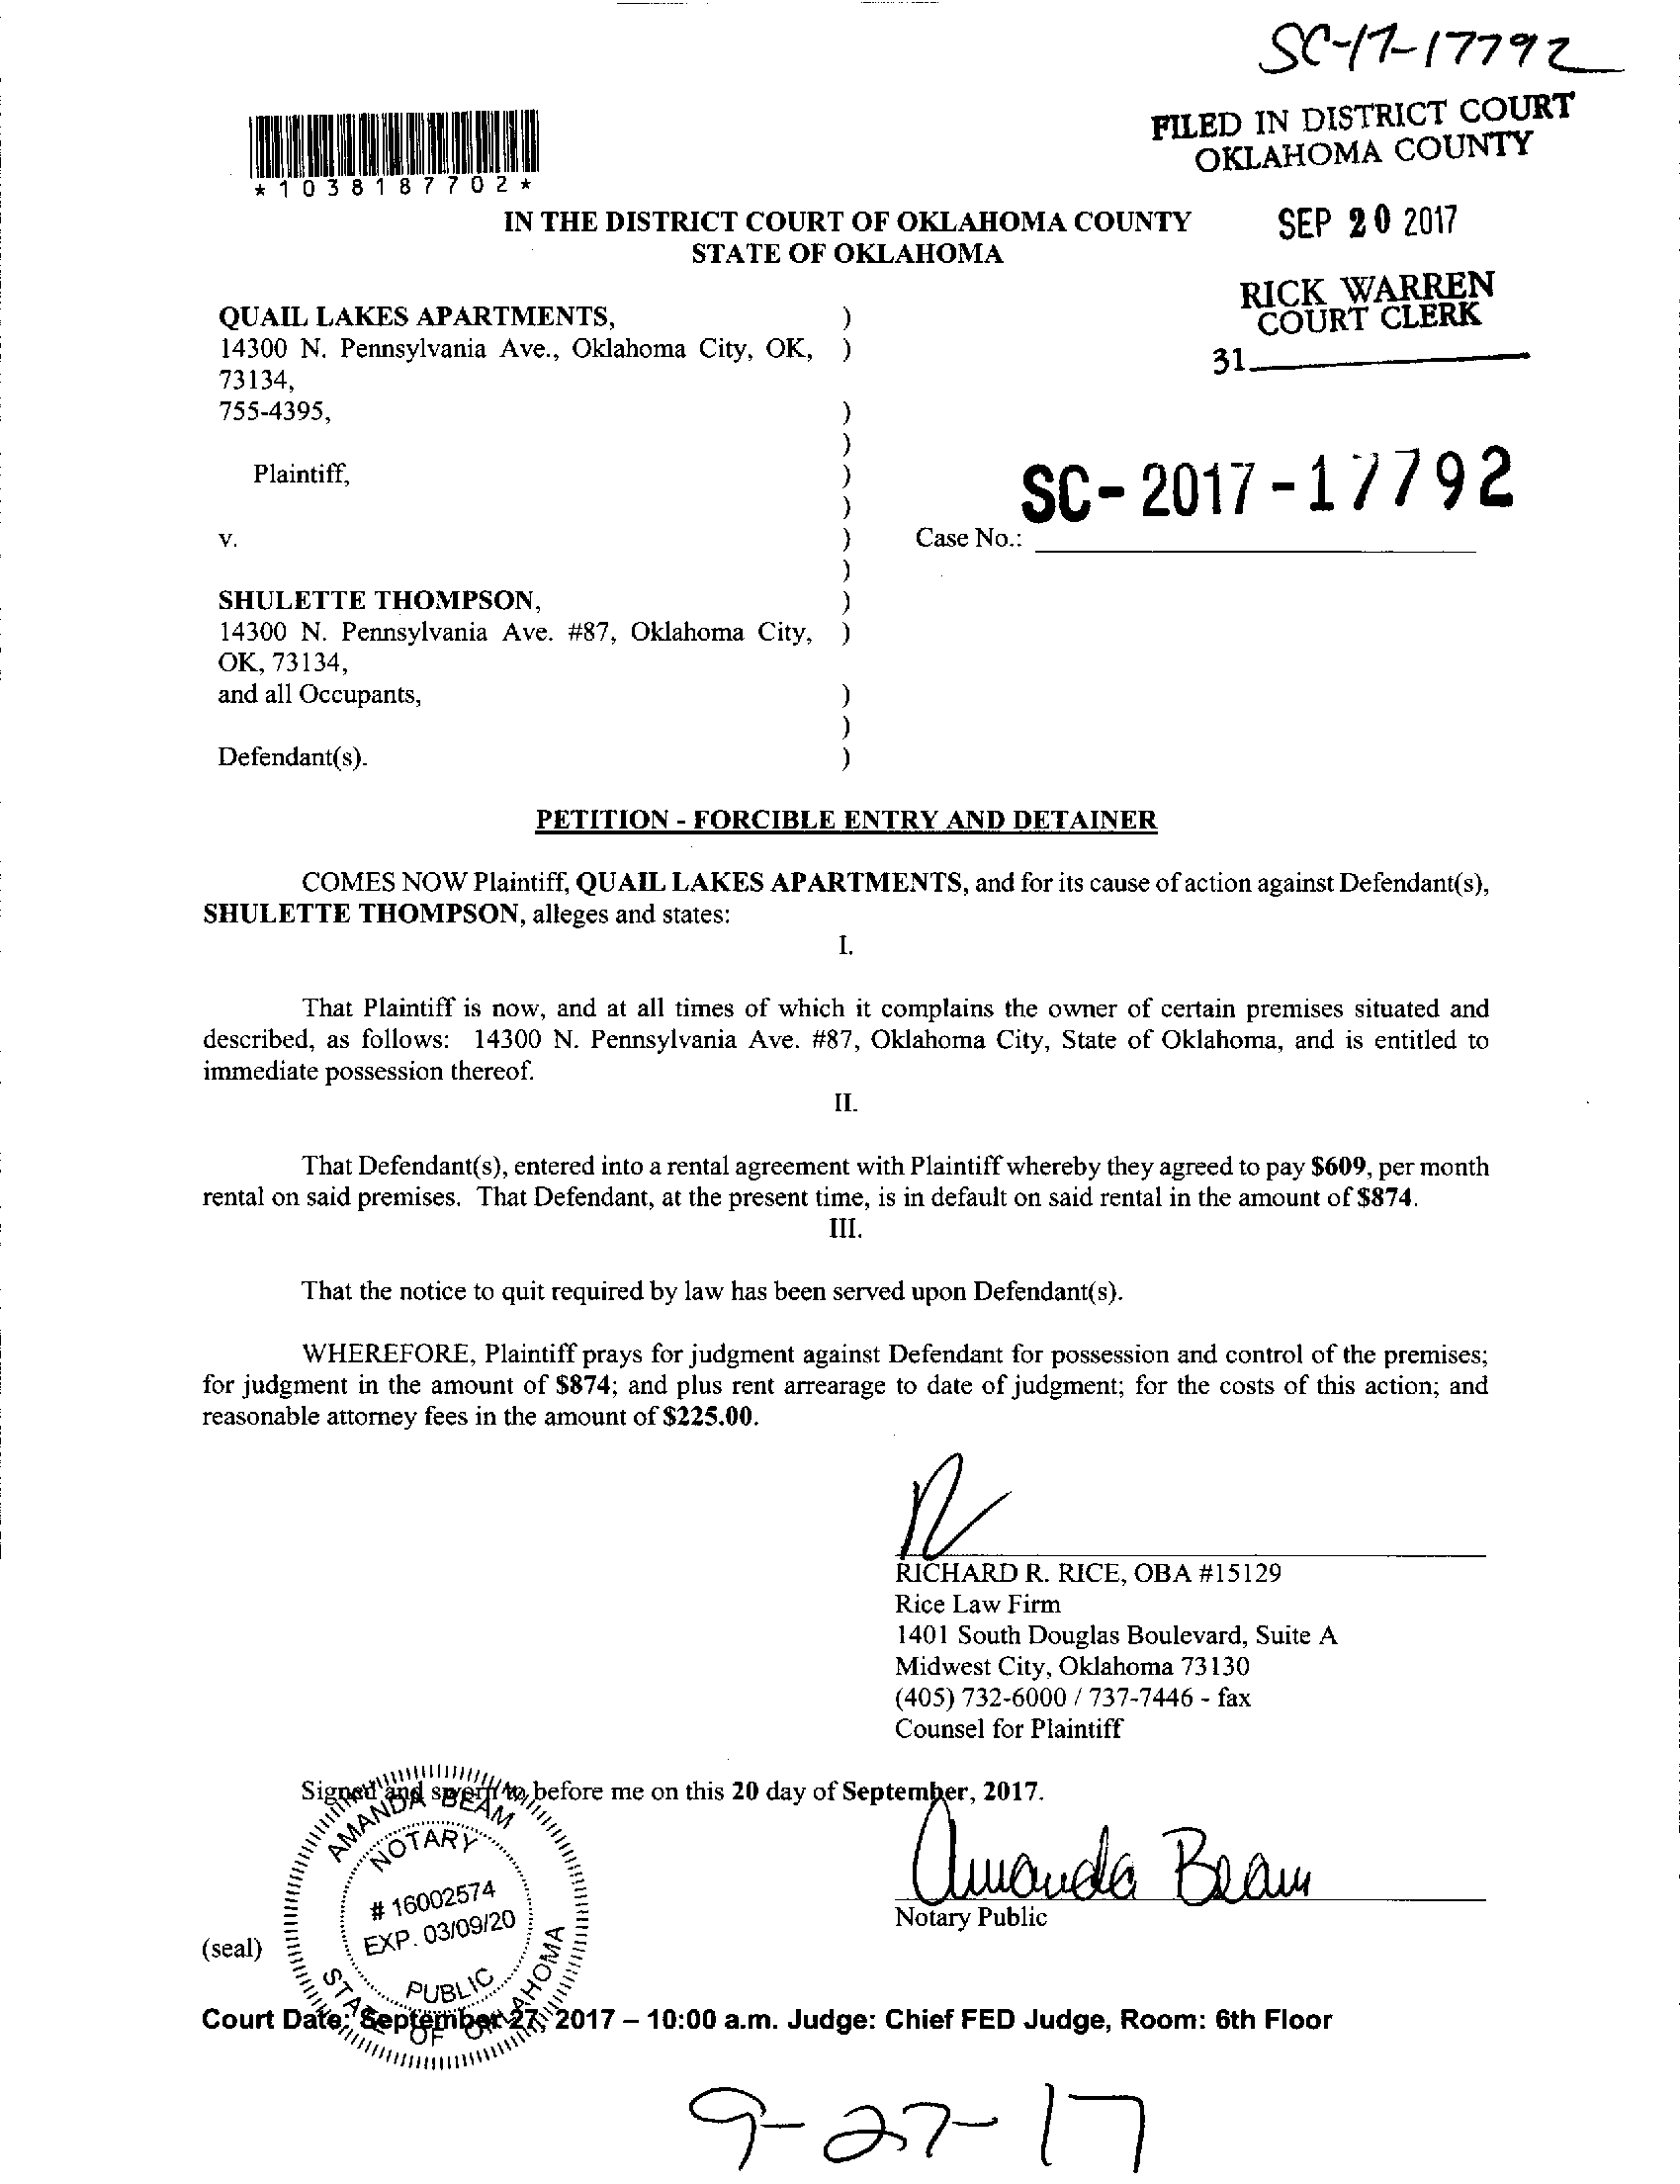 SC-17-17792
FILED IN DISTRICT COURT
OKLAHOMA COUNTY
*1038187702*
IN THE DISTRICT COURT OF OKLAHOMA COUNTY
STATE OF OKLAHOMA
SEP 20 2017
RICK WARREN
COURT CLERK
31
QUAIL LAKES APARTMENTS, )
14300 N. Pennsylvania Ave., Oklahoma City, OK, )
73134,
755-4395, )
)
Plaintiff, )
)
SC-2017-17792
v. ) Case No.:
)
SHULETTE THOMPSON, )
14300 N. Pennsylvania Ave. #87, Oklahoma City, )
OK, 73134,
and all Occupants, )
)
Defendant(s). )
PETITION - FORCIBLE ENTRY AND DETAINER
COMES NOW Plaintiff, QUAIL LAKES APARTMENTS, and for its cause of action against Defendant(s),
SHULETTE THOMPSON, alleges and states:
I.
That Plaintiff is now, and at all times of which it complains the owner of certain premises situated and
described, as follows: 14300 N. Pennsylvania Ave. #87, Oklahoma City, State of Oklahoma, and is entitled to
immediate possession thereof.
II.
That Defendant(s), entered into a rental agreement with Plaintiff whereby they agreed to pay $609, per month
rental on said premises. That Defendant, at the present time, is in default on said rental in the amount of $874.
III.
That the notice to quit required by law has been served upon Defendant(s).
WHEREFORE, Plaintiff prays for judgment against Defendant for possession and control of the premises;
for judgment in the amount of $874; and plus rent arrearage to date of judgment; for the costs of this action; and
reasonable attorney fees in the amount of $225.00.
RICHARD R. RICE, OBA #15129
Rice Law Firm
1401 South Douglas Boulevard, Suite A
Midwest City, Oklahoma 73130
(405) 732-6000 / 737-7446 - fax
Counsel for Plaintiff
Signed and sworn to before me on this 20 day of September, 2017.
AMANDA BEAM
NOTARY
# 16002574
EXP. 03/09/20
PUBLIC
STATE OF OKLAHOMA
Amanda Beam
Notary Public
(seal)
Court Date: September 27, 2017 – 10:00 a.m. Judge: Chief FED Judge, Room: 6th Floor
9-27-17